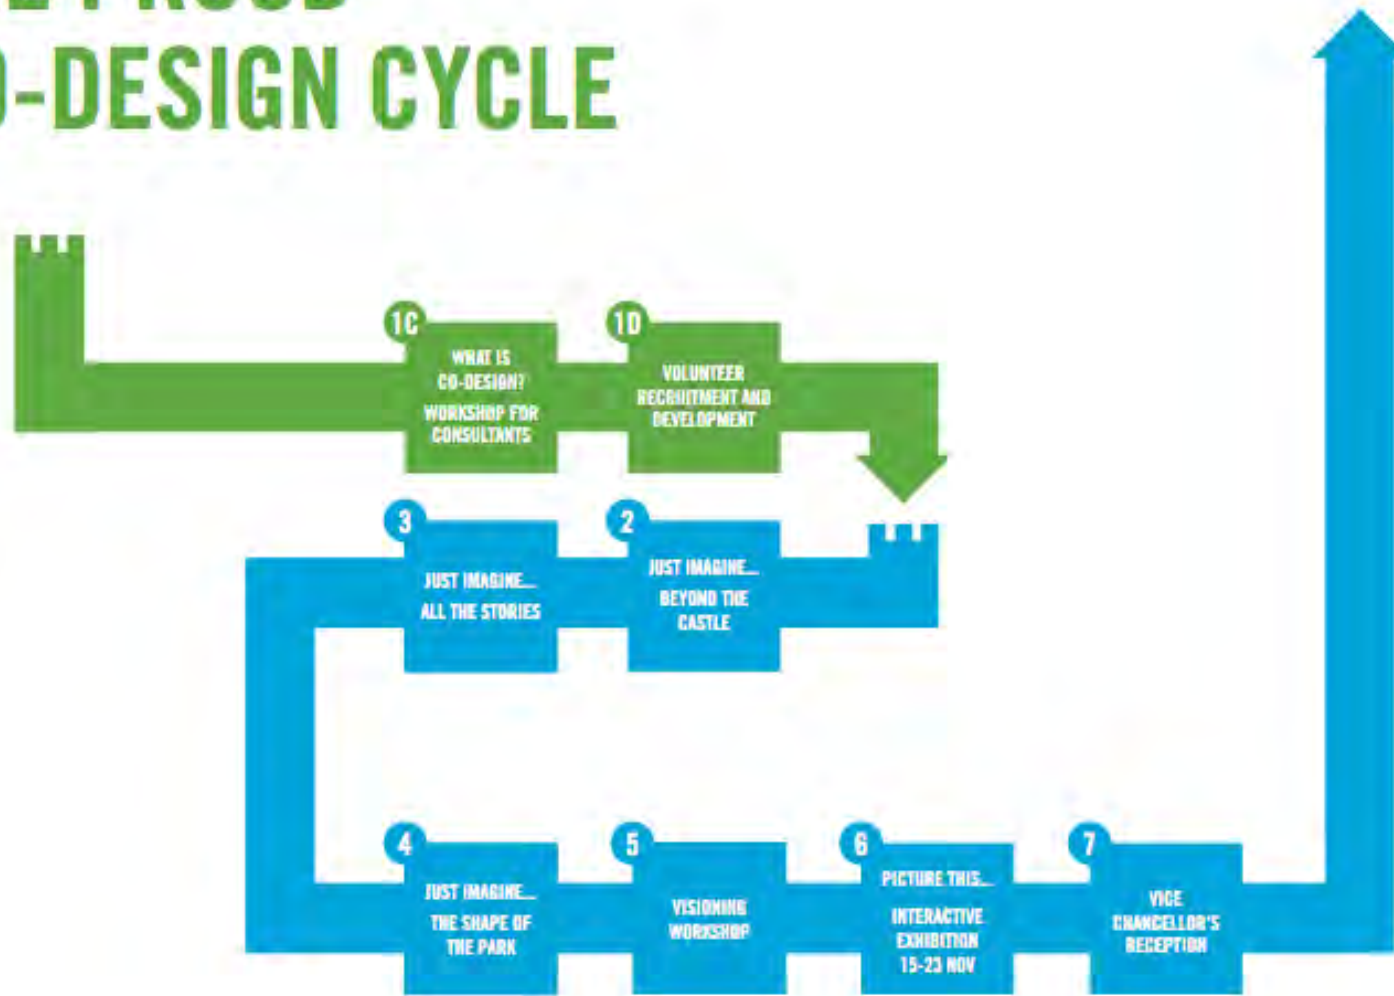 PROUD
-DESIGN CYCLE
1C
WHAT IS
CO-DESIGN?
WORKSHOP FOR
CONSULTANTS
1D
VOLUNTEER
RECRUITMENT AND
DEVELOPMENT
3
JUST IMAGINE...
ALL THE STORIES
2
JUST IMAGINE...
BEYOND THE
CASTLE
4
JUST IMAGINE...
THE SHAPE OF
THE PARK
5
VISIONING
WORKSHOP
6
PICTURE THIS...
INTERACTIVE
EXHIBITION
15-23 NOV
7
VICE
CHANCELLOR'S
RECEPTION